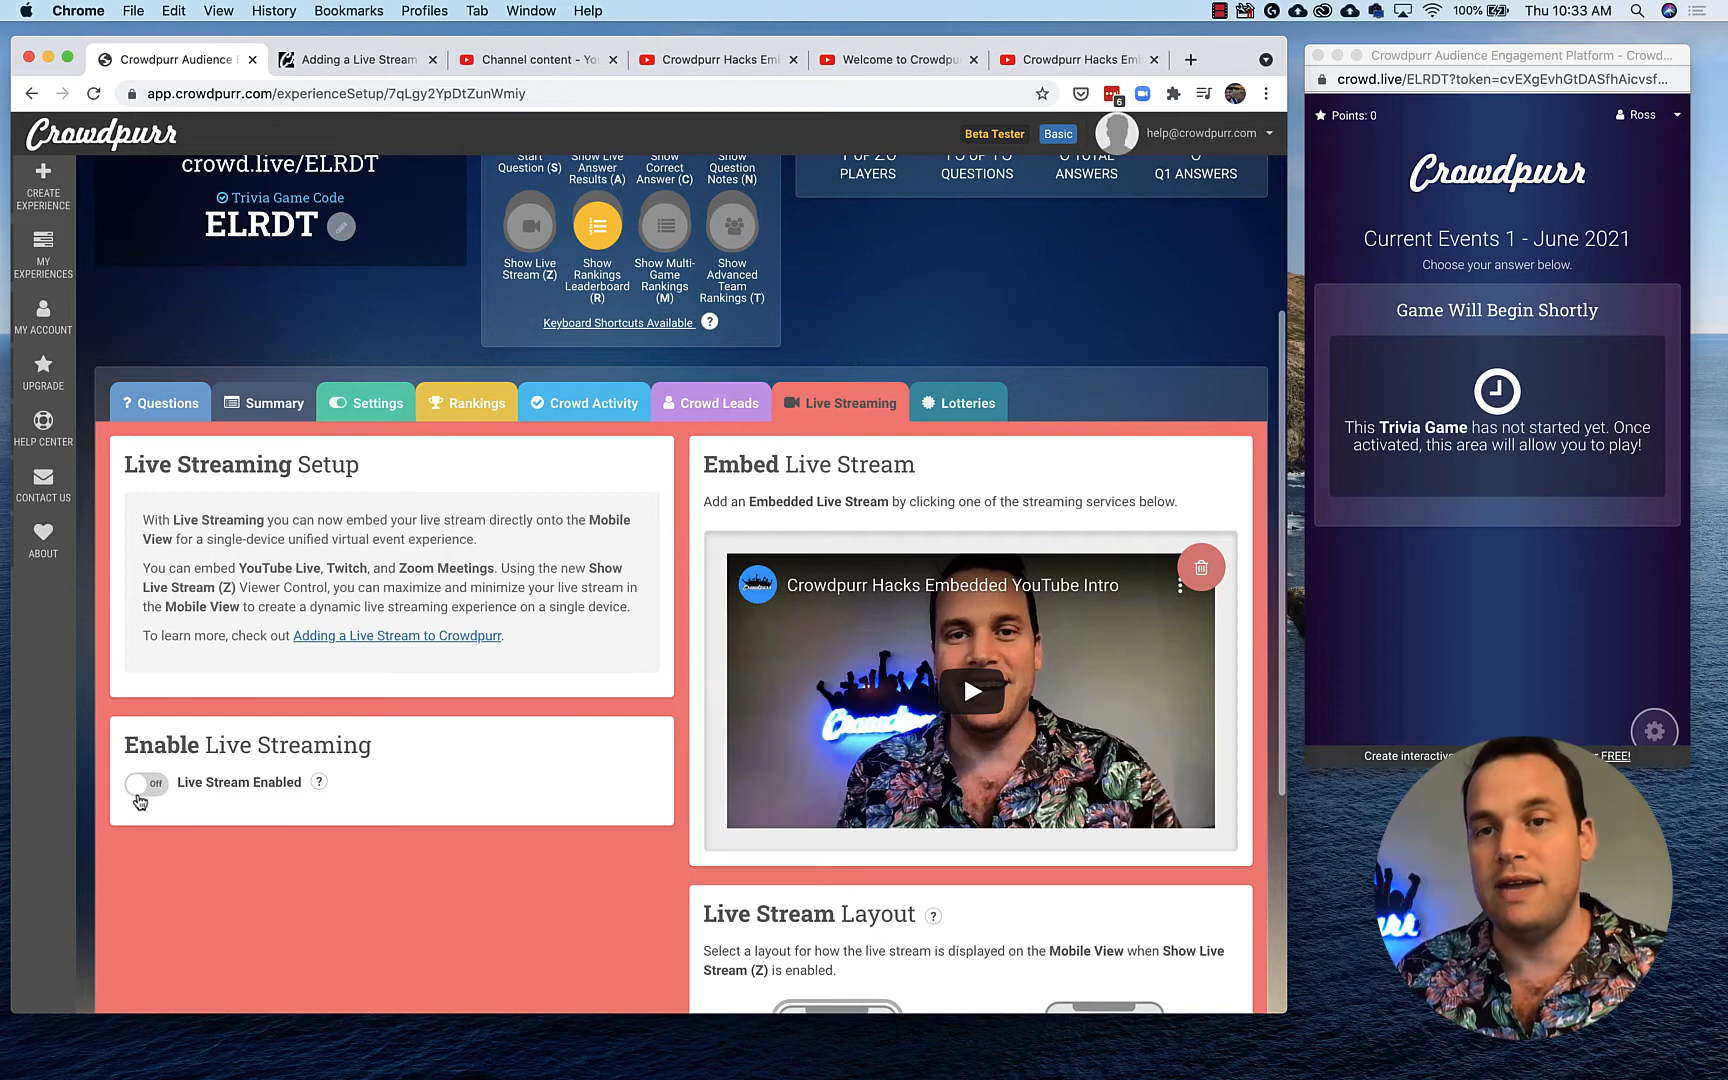 Chrome File Edit View History Bookmarks Profiles Tab Window Help
100% Thu 10:33 AM
Crowdpurr Audience E
Adding a Live Stream
Channel content - Yo
Crowdpurr Hacks Em
Welcome to Crowdpu
Crowdpurr Hacks Em
app.crowdpurr.com/experienceSetup/7qLgy2YpDtZunWmiy
6
Crowdpurr
Beta Tester Basic help@crowdpurr.com
CREATE
EXPERIENCE
MY
EXPERIENCES
MY ACCOUNT
UPGRADE
HELP CENTER
CONTACT US
ABOUT
crowd.live/ELRDT
Trivia Game Code
ELRDT
Start
Question (S)
Show Live
Answer
Results (A)
Show
Correct
Answer (C)
Show
Question
Notes (N)
Show Live
Stream (Z)
Show
Rankings
Leaderboard
(R)
Show Multi-
Game
Rankings
(M)
Show
Advanced
Team
Rankings (T)
Keyboard Shortcuts Available ?
1 OF 20
PLAYERS
15 OF 15
QUESTIONS
0 TOTAL
ANSWERS
0
Q1 ANSWERS
? Questions
Summary
Settings
Rankings
Crowd Activity
Crowd Leads
Live Streaming
Lotteries
Live Streaming Setup
With Live Streaming you can now embed your live stream directly onto the Mobile
View for a single-device unified virtual event experience.
You can embed YouTube Live, Twitch, and Zoom Meetings. Using the new Show
Live Stream (Z) Viewer Control, you can maximize and minimize your live stream in
the Mobile View to create a dynamic live streaming experience on a single device.
To learn more, check out Adding a Live Stream to Crowdpurr.
Enable Live Streaming
Off Live Stream Enabled ?
Embed Live Stream
Add an Embedded Live Stream by clicking one of the streaming services below.
Crowdpurr Hacks Embedded YouTube Intro
Live Stream Layout ?
Select a layout for how the live stream is displayed on the Mobile View when Show Live
Stream (Z) is enabled.
Crowdpurr Audience Engagement Platform - Crowd...
crowd.live/ELRDT?token=cvEXgEvhGtDASfhAicvsf...
Points: 0 Ross
Crowdpurr
Current Events 1 - June 2021
Choose your answer below.
Game Will Begin Shortly
This Trivia Game has not started yet. Once
activated, this area will allow you to play!
Create interactive FREE!